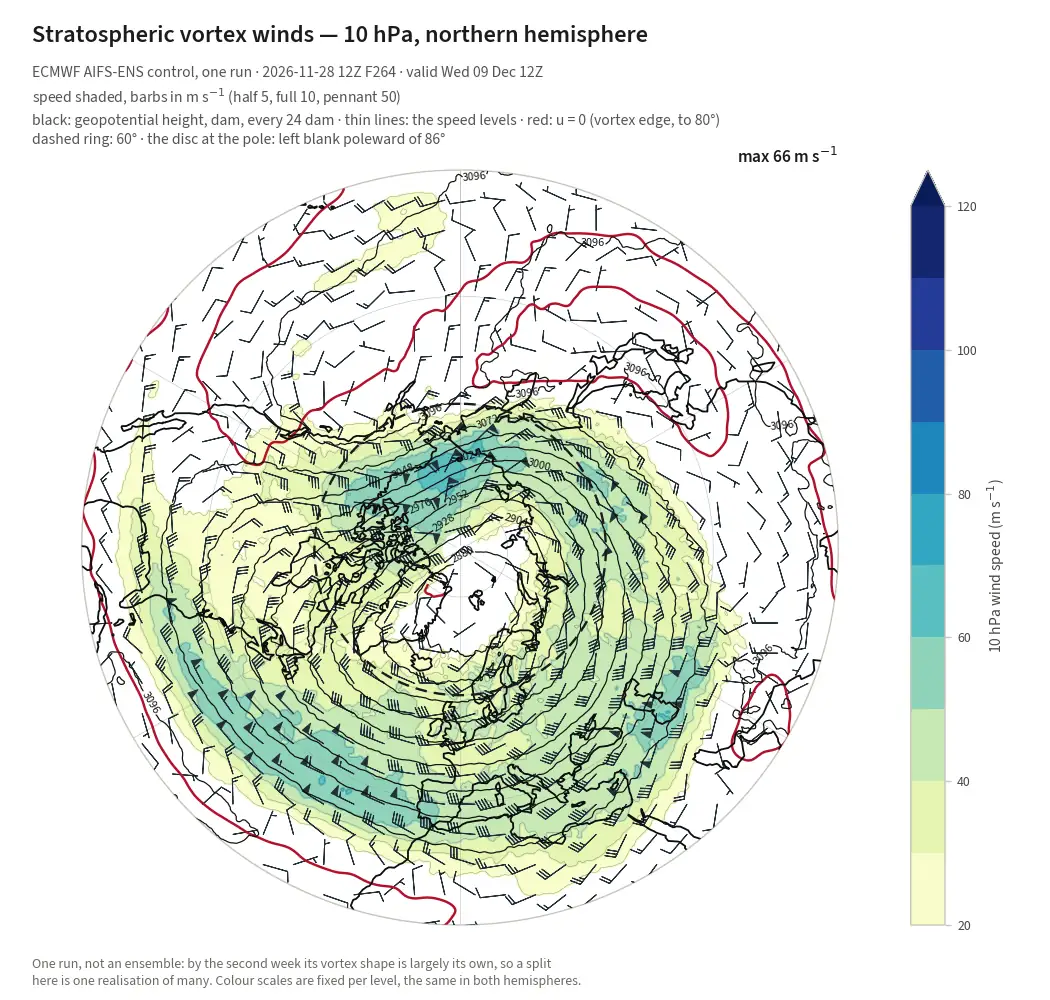 Stratospheric vortex winds — 10 hPa, northern hemisphere
ECMWF AIFS-ENS control, one run · 2026-11-28 12Z F264 · valid Wed 09 Dec 12Z
speed shaded, barbs in m s⁻¹ (half 5, full 10, pennant 50)
black: geopotential height, dam, every 24 dam · thin lines: the speed levels · red: u = 0 (vortex edge, to 80°)
dashed ring: 60° · the disc at the pole: left blank poleward of 86°
max 66 m s⁻¹
3096
3096
3096
3096
3096
3072
3096
3000
3048
2976
2952
2928
3096
3096
120
100
80
60
40
20
10 hPa wind speed (m s⁻¹)
One run, not an ensemble: by the second week its vortex shape is largely its own, so a split
here is one realisation of many. Colour scales are fixed per level, the same in both hemispheres.